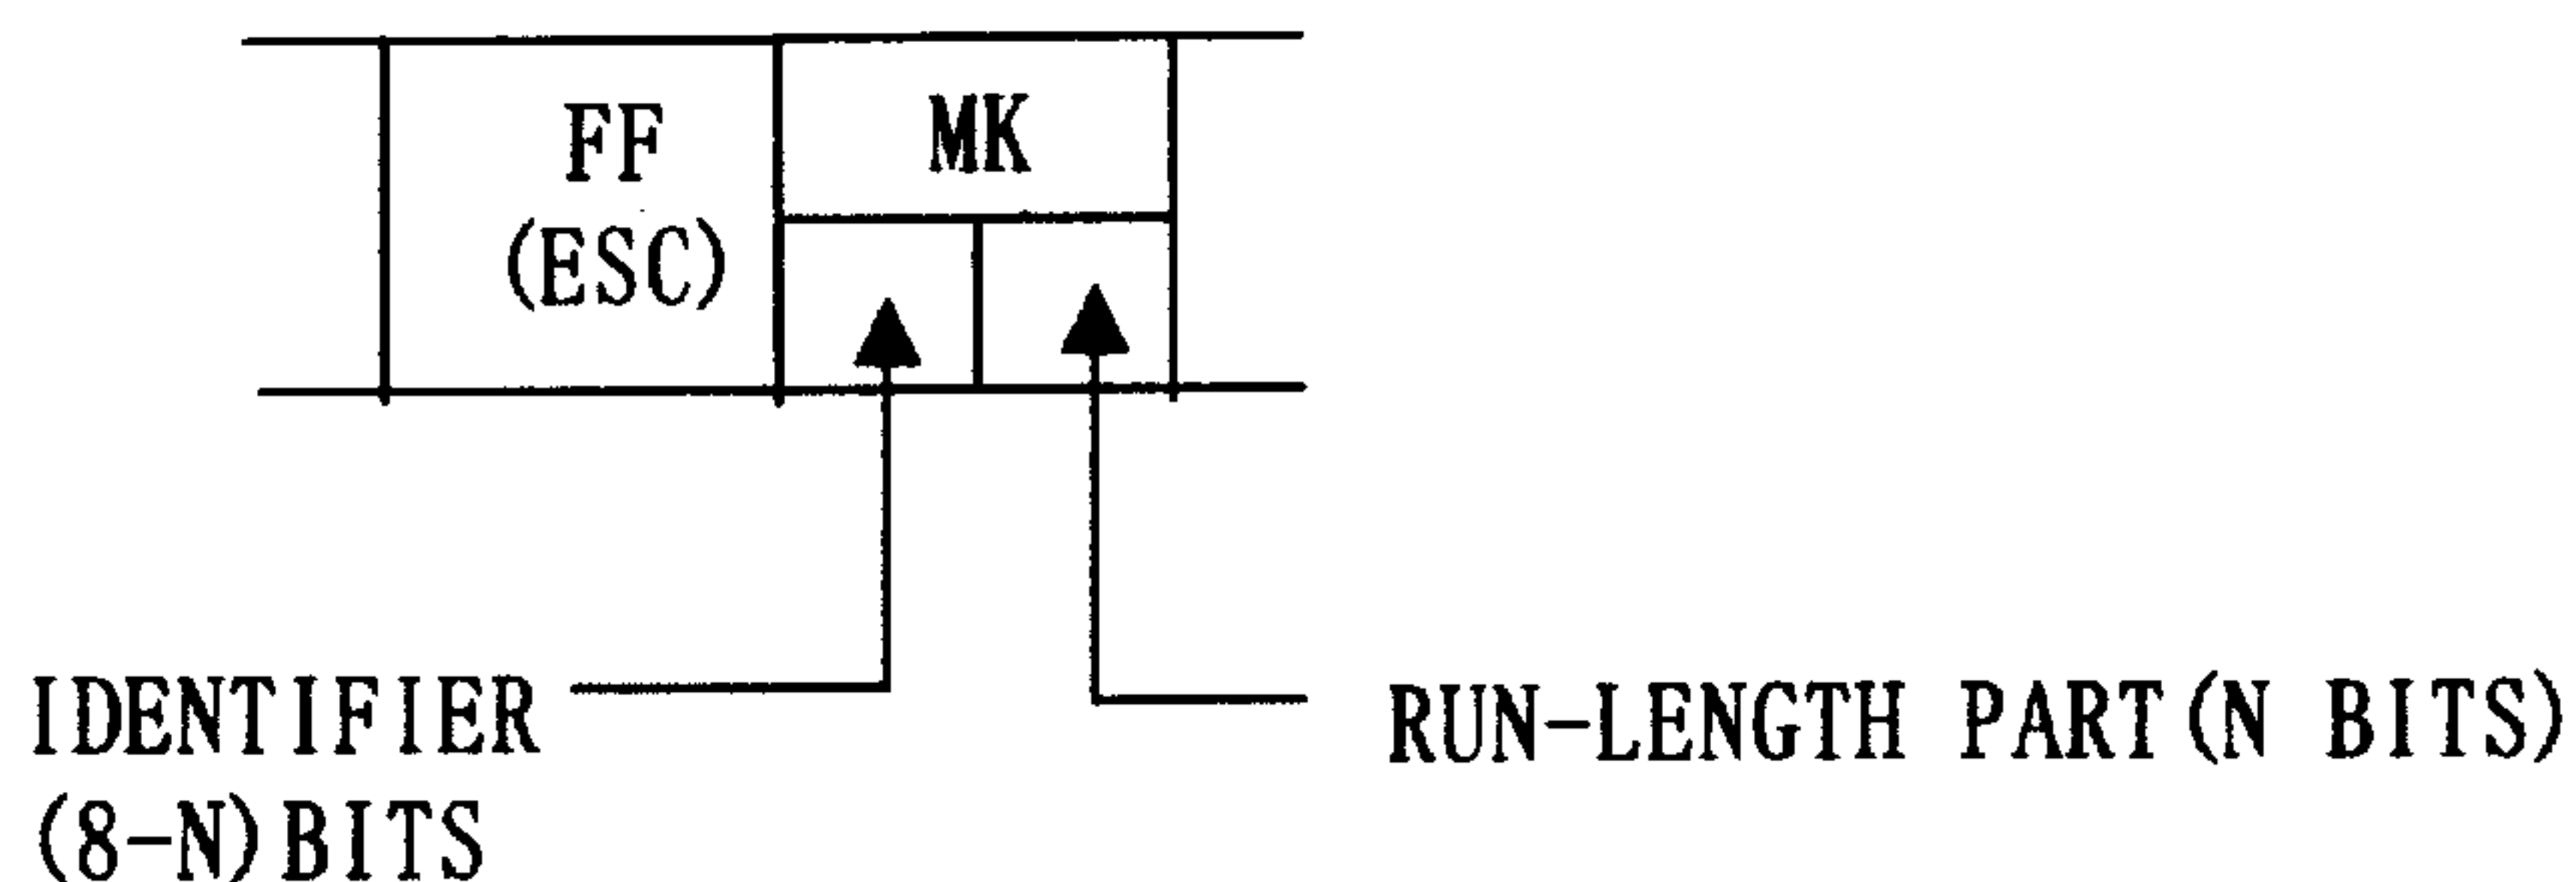 FF
(ESC)
MK
IDENTIFIER
(8-N)BITS
RUN-LENGTH PART(N BITS)